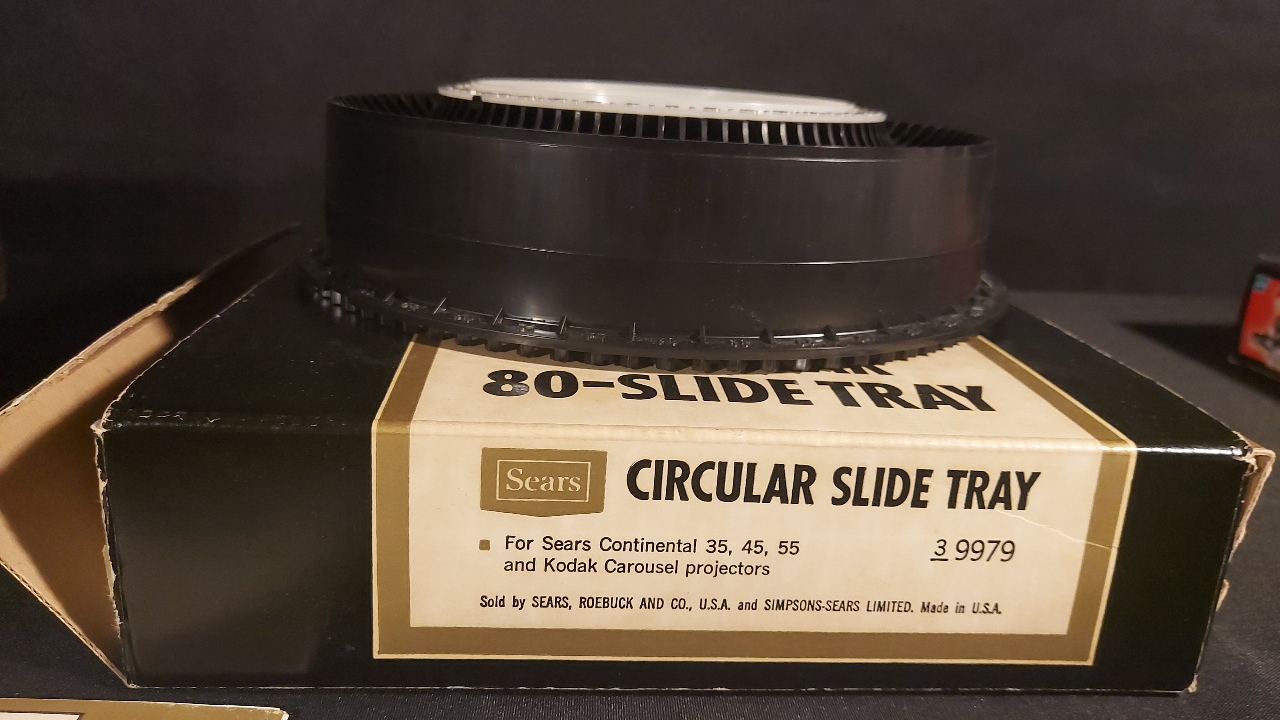 80-SLIDE TRAY
Sears
CIRCULAR SLIDE TRAY
For Sears Continental 35, 45, 55
and Kodak Carousel projectors
3 9979
Sold by SEARS, ROEBUCK AND CO., U.S.A. and SIMPSONS-SEARS LIMITED. Made in U.S.A.